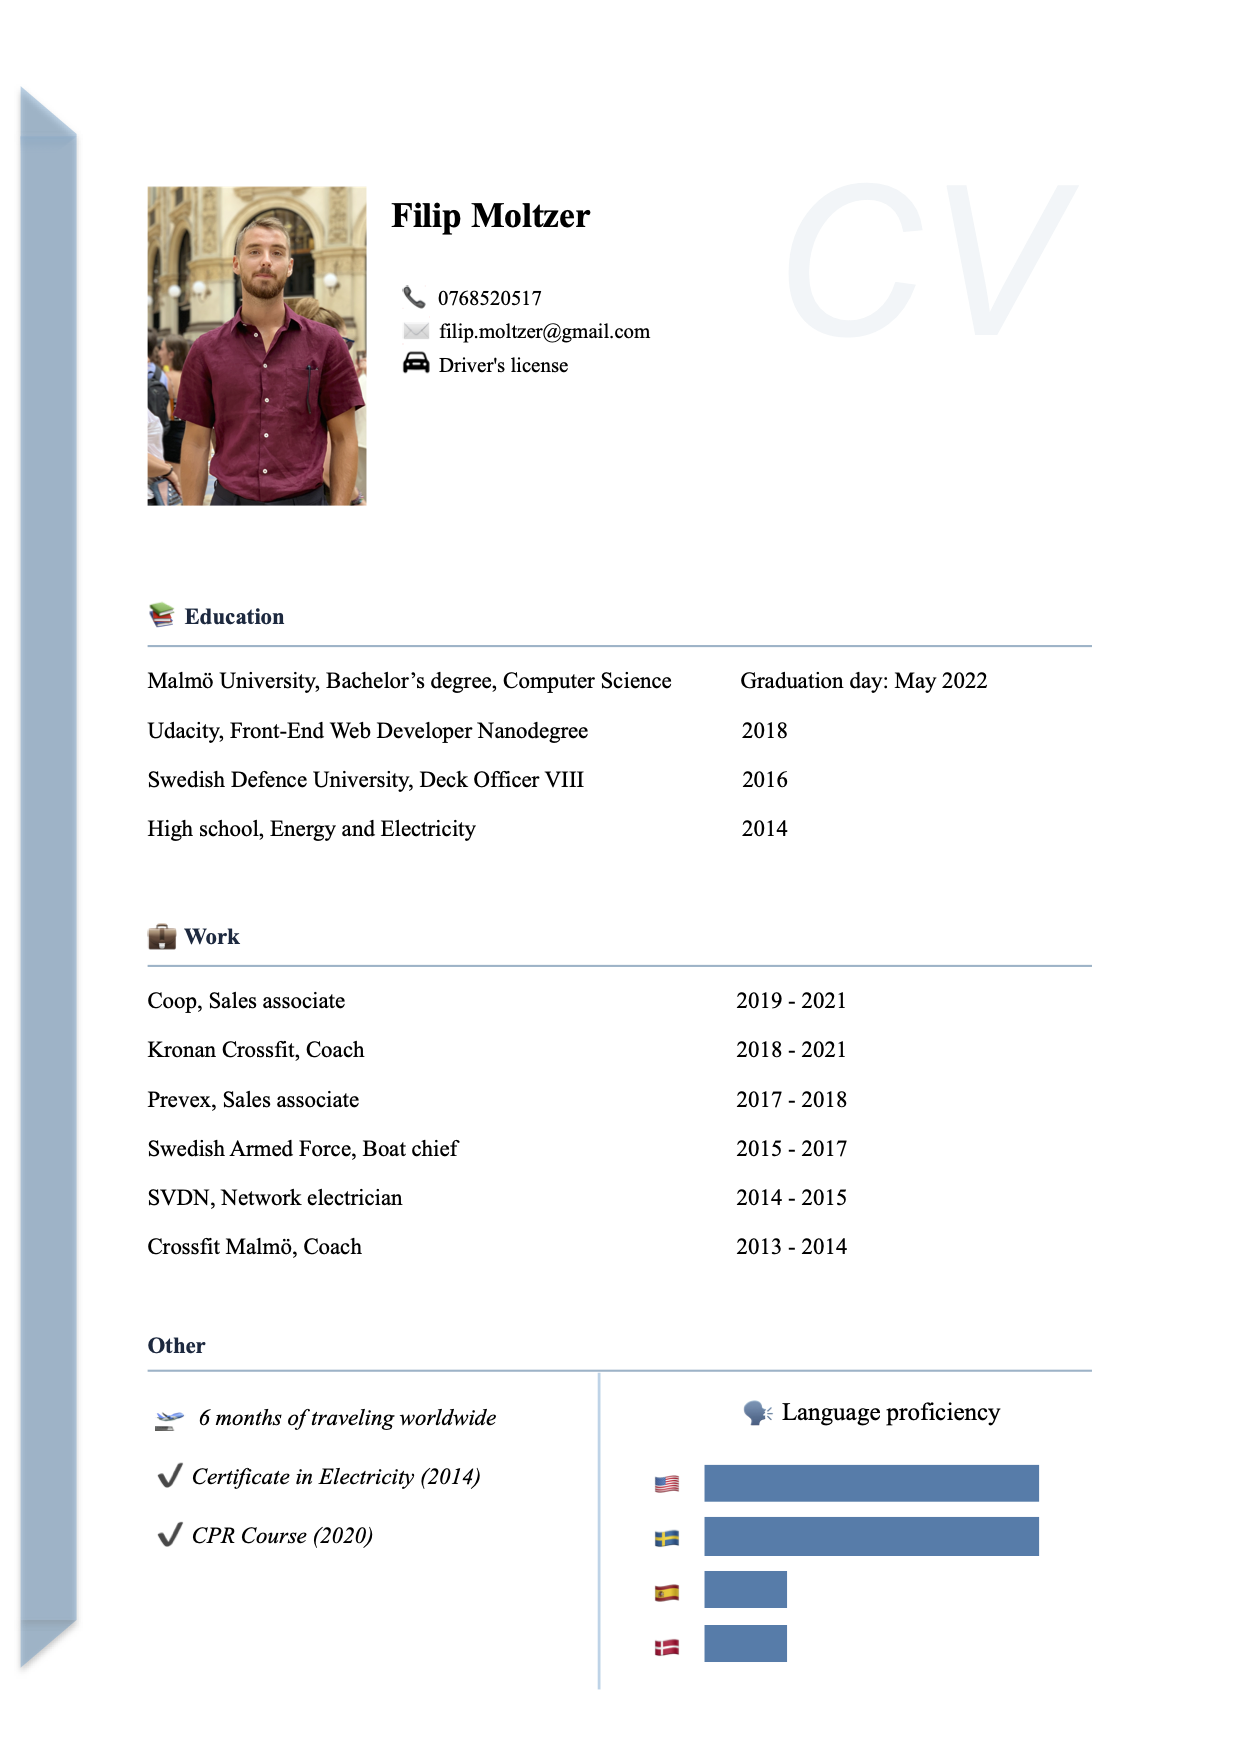 CV
Filip Moltzer
0768520517
filip.moltzer@gmail.com
Driver's license
Education
Malmö University, Bachelor’s degree, Computer Science Graduation day: May 2022
Udacity, Front-End Web Developer Nanodegree 2018
Swedish Defence University, Deck Officer VIII 2016
High school, Energy and Electricity 2014
Work
Coop, Sales associate 2019 - 2021
Kronan Crossfit, Coach 2018 - 2021
Prevex, Sales associate 2017 - 2018
Swedish Armed Force, Boat chief 2015 - 2017
SVDN, Network electrician 2014 - 2015
Crossfit Malmö, Coach 2013 - 2014
Other
6 months of traveling worldwide
Certificate in Electricity (2014)
CPR Course (2020)
Language proficiency